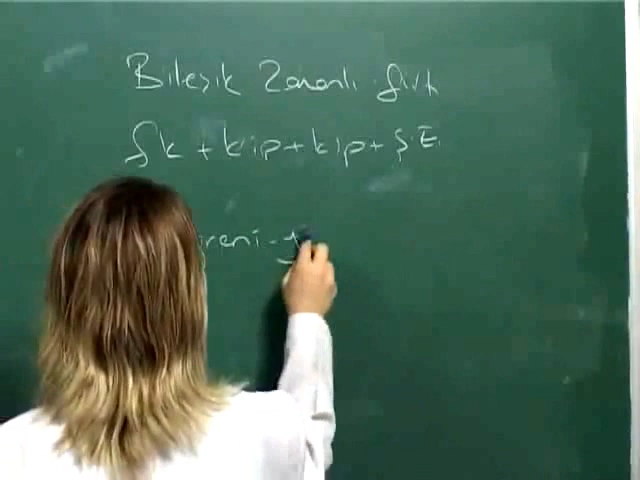 Bileşik Zamanlı fiil
fk + kip + kip + Ş.E.